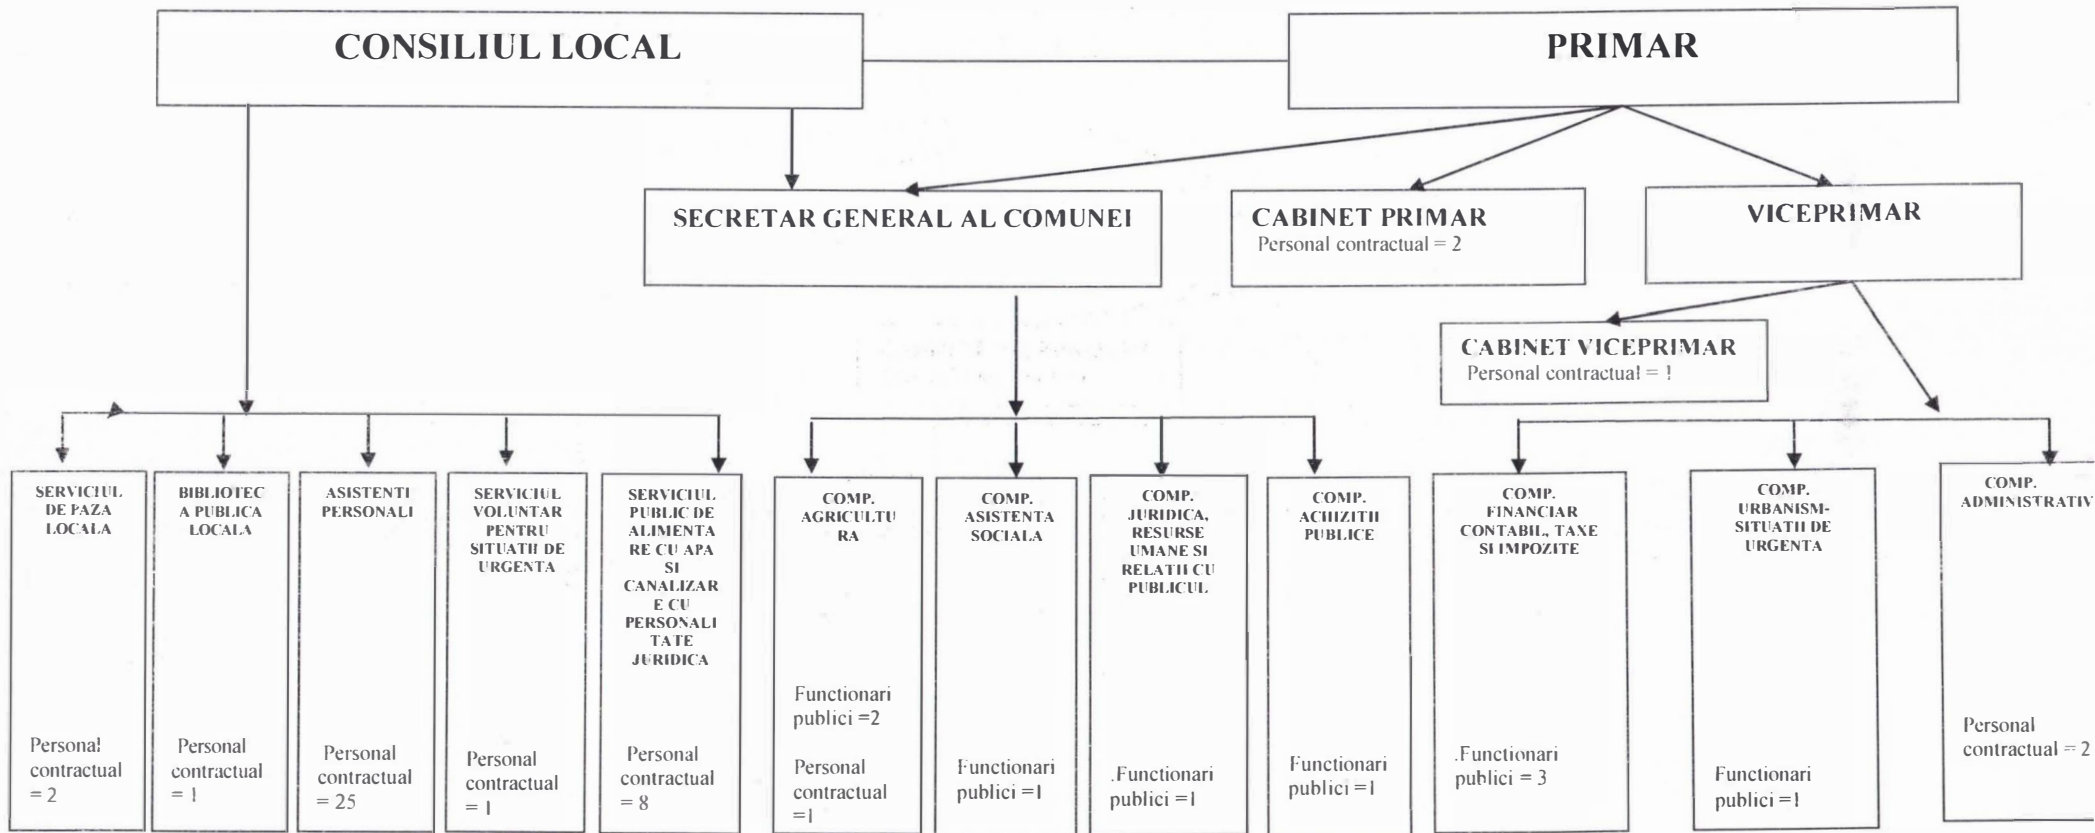 CONSILIUL LOCAL
PRIMAR
SECRETAR GENERAL AL COMUNEI
CABINET PRIMAR
Personal contractual = 2
VICEPRIMAR
CABINET VICEPRIMAR
Personal contractual = 1
SERVICIUL
DE PAZA
LOCALA
Personal
contractual
= 2
BIBLIOTEC
A PUBLICA
LOCALA
Personal
contractual
= 1
ASISTENTI
PERSONALI
Personal
contractual
= 25
SERVICIUL
VOLUNTAR
PENTRU
SITUATII DE
URGENTA
Personal
contractual
= 1
SERVICIUL
PUBLIC DE
ALIMENTA
RE CU APA
SI
CANALIZAR
E CU
PERSONALI
TATE
JURIDICA
Personal
contractual
= 8
COMP.
AGRICULTU
RA
Functionari
publici =2
Personal
contractual
=1
COMP.
ASISTENTA
SOCIALA
Functionari
publici =1
COMP.
JURIDICA,
RESURSE
UMANE SI
RELATII CU
PUBLICUL
.Functionari
publici =1
COMP.
ACHIZITII
PUBLICE
Functionari
publici =1
COMP.
FINANCIAR
CONTABIL, TAXE
SI IMPOZITE
.Functionari
publici = 3
COMP.
URBANISM-
SITUATII DE
URGENTA
Functionari
publici =1
COMP.
ADMINISTRATIV
Personal
contractual = 2